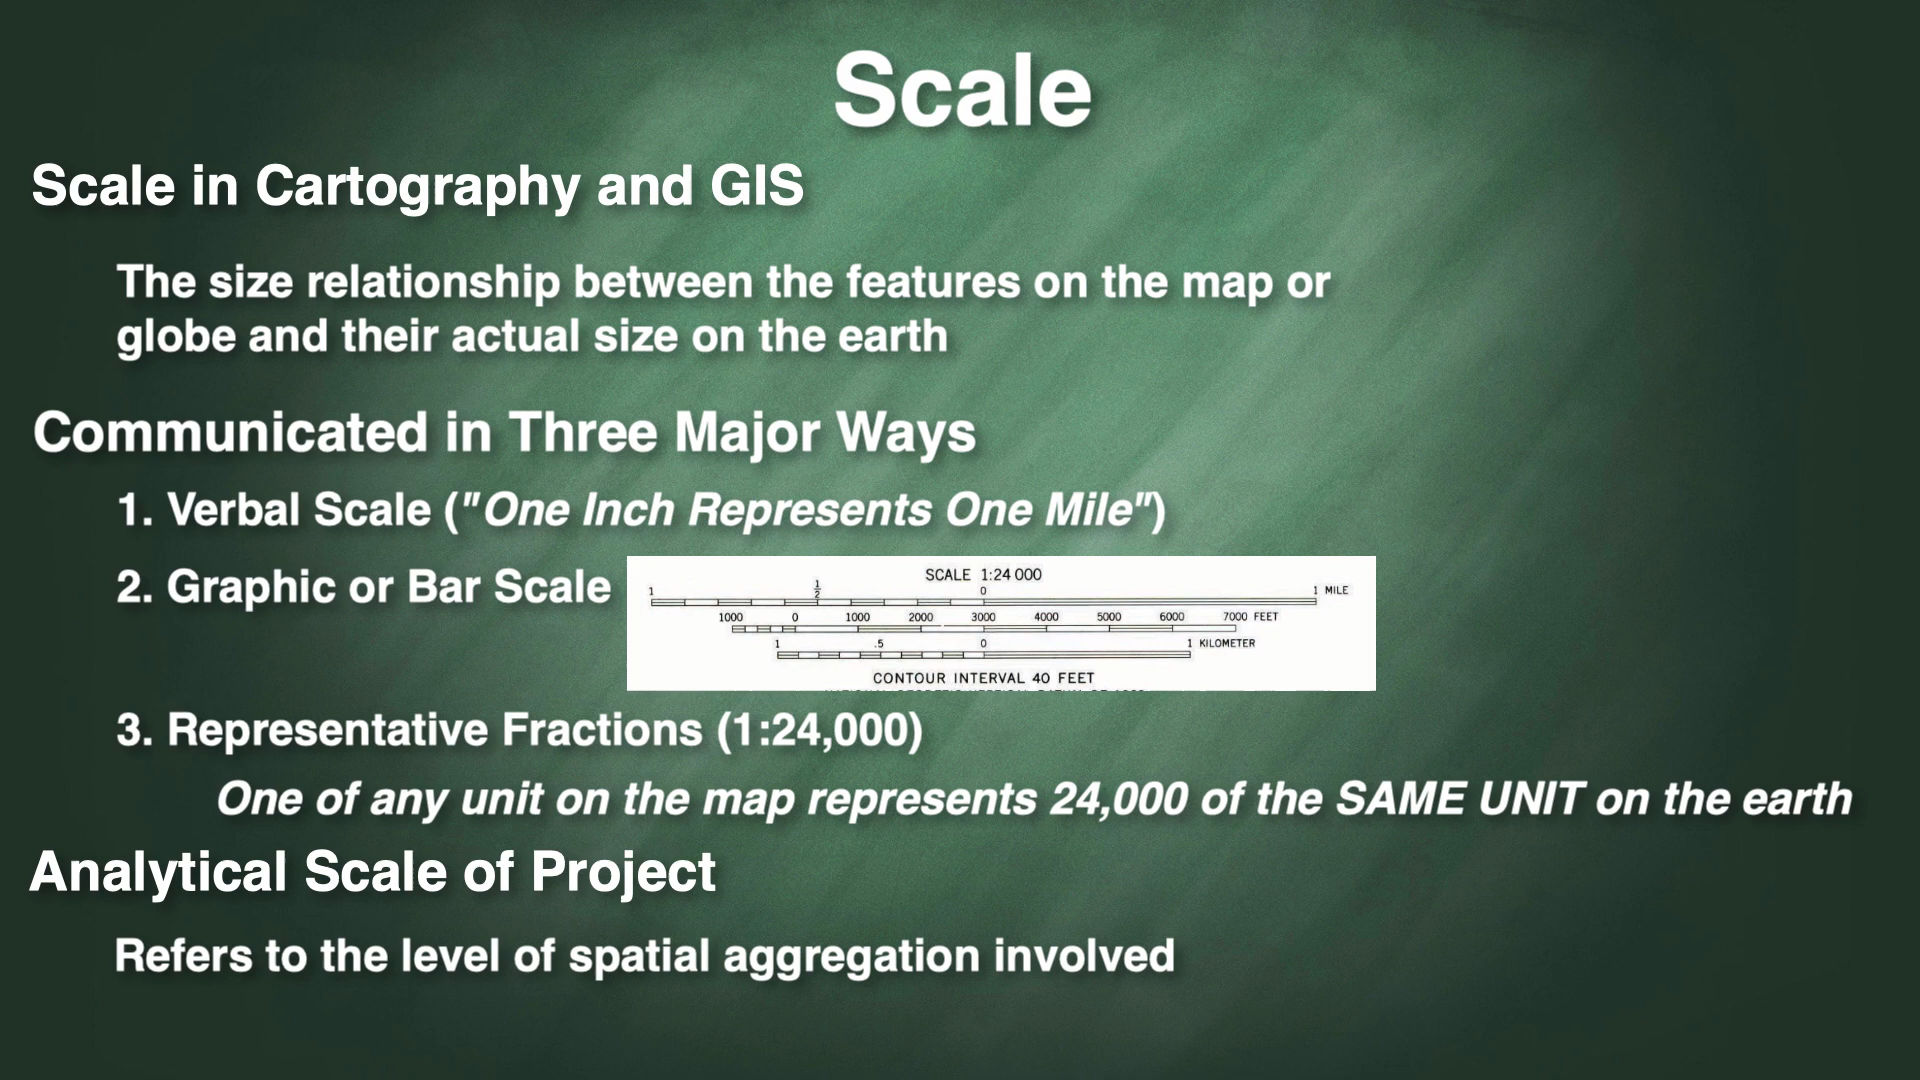 Scale
Scale in Cartography and GIS
The size relationship between the features on the map or
globe and their actual size on the earth
Communicated in Three Major Ways
1. Verbal Scale ("One Inch Represents One Mile")
2. Graphic or Bar Scale
SCALE 1:24 000
1 1/2 0 1 MILE
1000 0 1000 2000 3000 4000 5000 6000 7000 FEET
1 .5 0 1 KILOMETER
CONTOUR INTERVAL 40 FEET
3. Representative Fractions (1:24,000)
One of any unit on the map represents 24,000 of the SAME UNIT on the earth
Analytical Scale of Project
Refers to the level of spatial aggregation involved